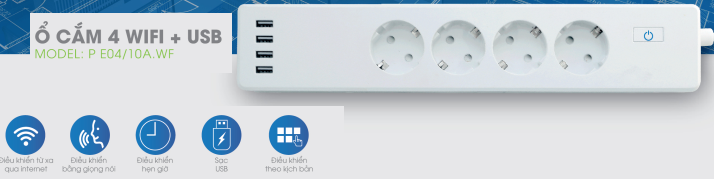 Ổ CẮM 4 WIFI + USB
MODEL: P E04/10A.WF
Điều khiển từ xa
qua internet
Điều khiển
bằng giọng nói
Điều khiển
hẹn giờ
Sạc
USB
Điều khiển
theo kịch bản